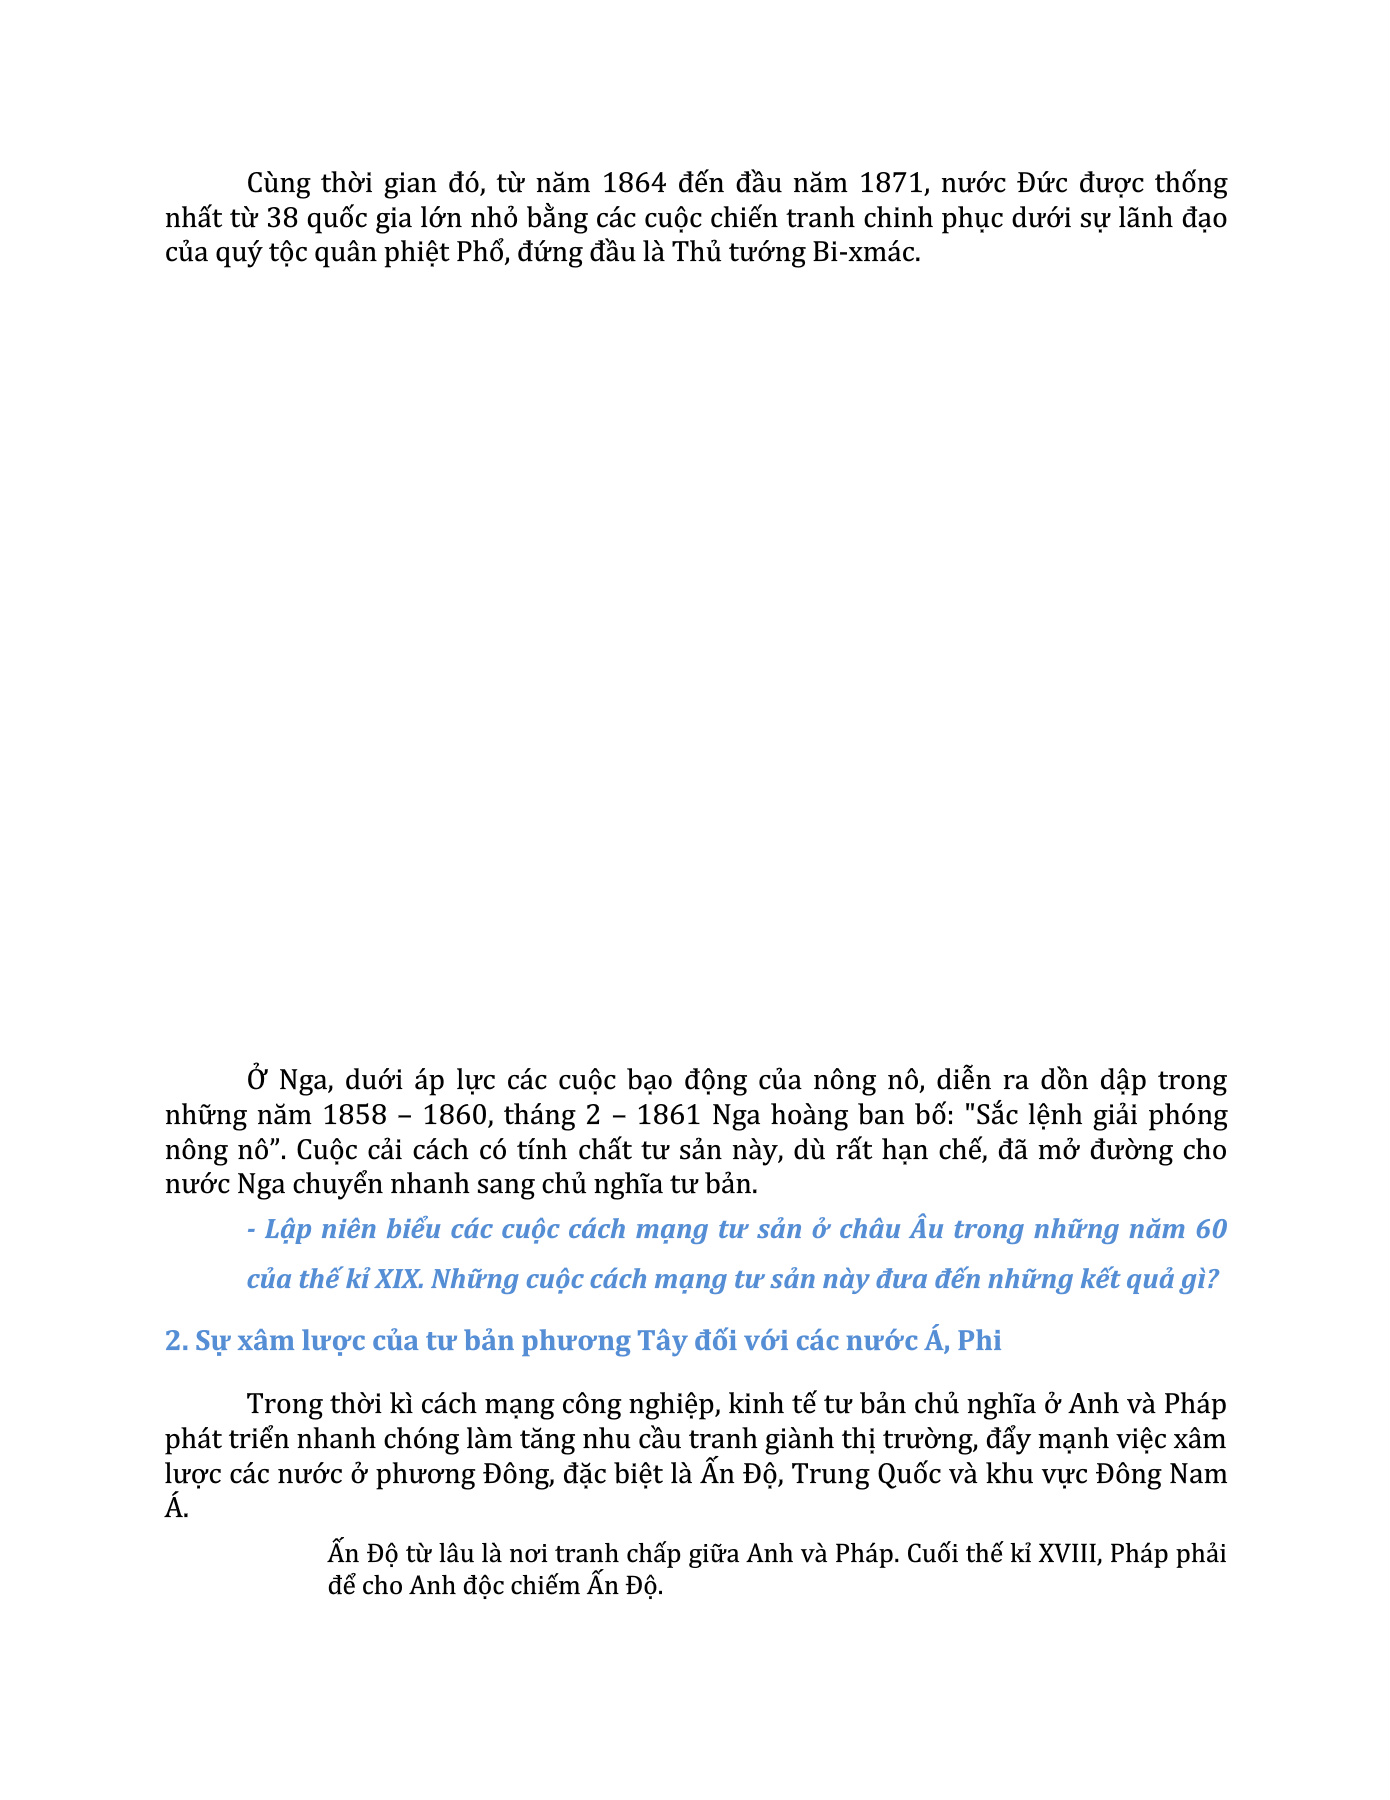 Cùng thời gian đó, từ năm 1864 đến đầu năm 1871, nước Đức được thống
nhất từ 38 quốc gia lớn nhỏ bằng các cuộc chiến tranh chinh phục dưới sự lãnh đạo
của quý tộc quân phiệt Phổ, đứng đầu là Thủ tướng Bi-xmác.
Ở Nga, duới áp lực các cuộc bạo động của nông nô, diễn ra dồn dập trong
những năm 1858 – 1860, tháng 2 – 1861 Nga hoàng ban bố: "Sắc lệnh giải phóng
nông nô”. Cuộc cải cách có tính chất tư sản này, dù rất hạn chế, đã mở đường cho
nước Nga chuyển nhanh sang chủ nghĩa tư bản.
- Lập niên biểu các cuộc cách mạng tư sản ở châu Âu trong những năm 60
của thế kỉ XIX. Những cuộc cách mạng tư sản này đưa đến những kết quả gì?
2. Sự xâm lược của tư bản phương Tây đối với các nước Á, Phi
Trong thời kì cách mạng công nghiệp, kinh tế tư bản chủ nghĩa ở Anh và Pháp
phát triển nhanh chóng làm tăng nhu cầu tranh giành thị trường, đẩy mạnh việc xâm
lược các nước ở phương Đông, đặc biệt là Ấn Độ, Trung Quốc và khu vực Đông Nam
Á.
Ấn Độ từ lâu là nơi tranh chấp giữa Anh và Pháp. Cuối thế kỉ XVIII, Pháp phải
để cho Anh độc chiếm Ấn Độ.